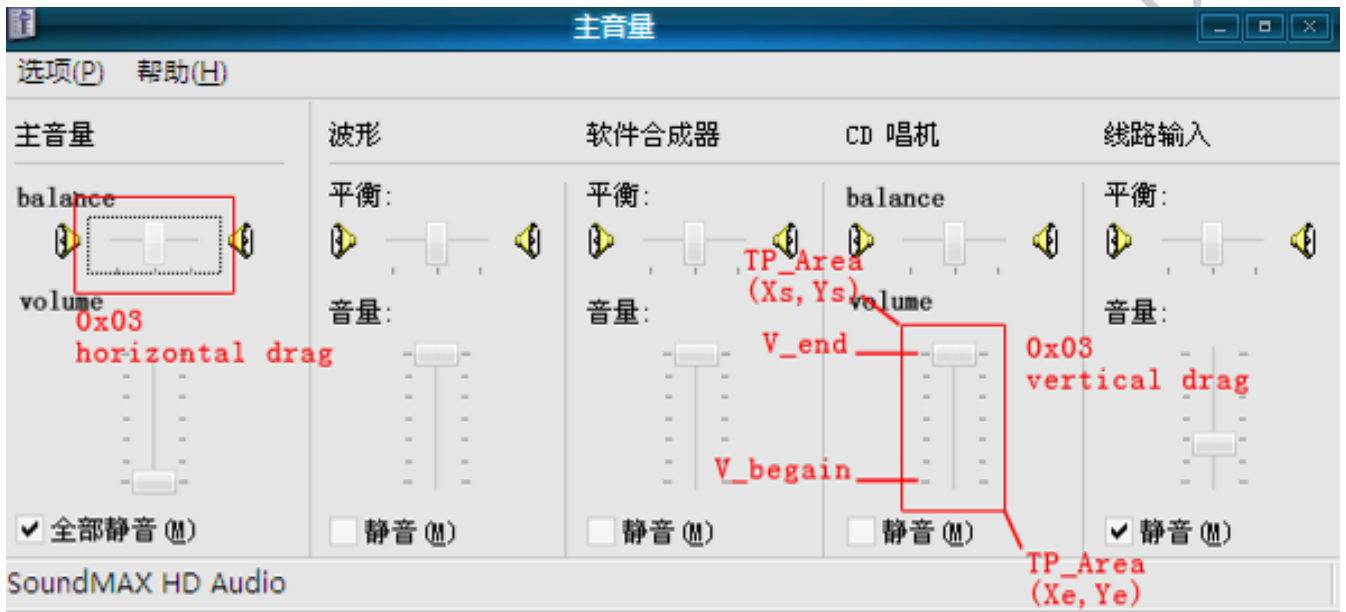 主音量
选项(P) 帮助(H)
主音量 波形 软件合成器 CD 唱机 线路输入
balance 平衡: 平衡: balance 平衡:
TP_Area
(Xs, Ys)
volume 音量: 音量: volume 音量:
0x03
horizontal drag
V_end
0x03
vertical drag
V_begain
全部静音(M) 静音(M) 静音(M) 静音(M) 静音(M)
TP_Area
(Xe, Ye)
SoundMAX HD Audio